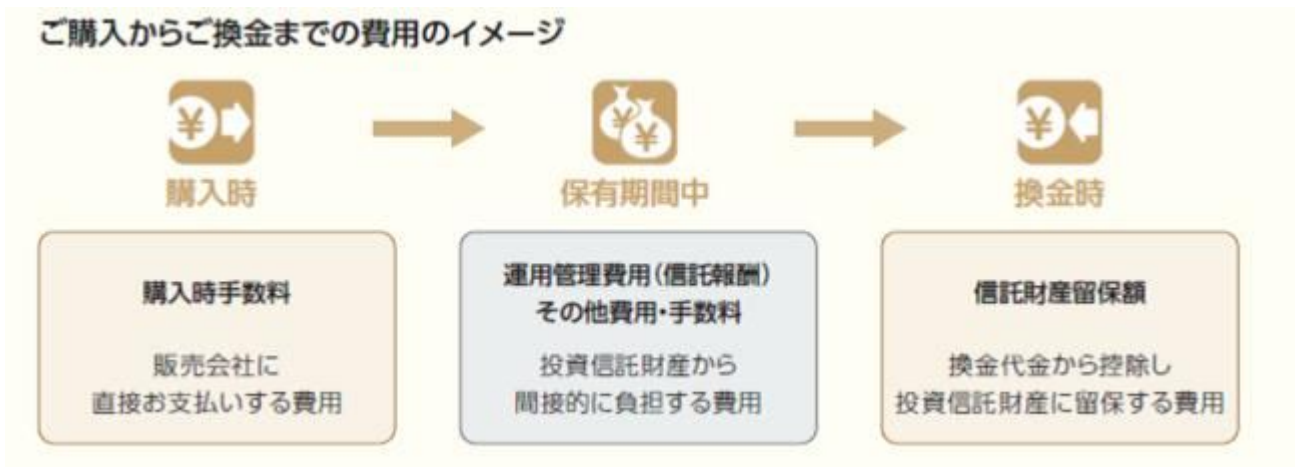 ご購入からご換金までの費用のイメージ
購入時
保有期間中
換金時
購入時手数料
販売会社に
直接お支払いする費用
運用管理費用(信託報酬)
その他費用・手数料
投資信託財産から
間接的に負担する費用
信託財産留保額
換金代金から控除し
投資信託財産に留保する費用